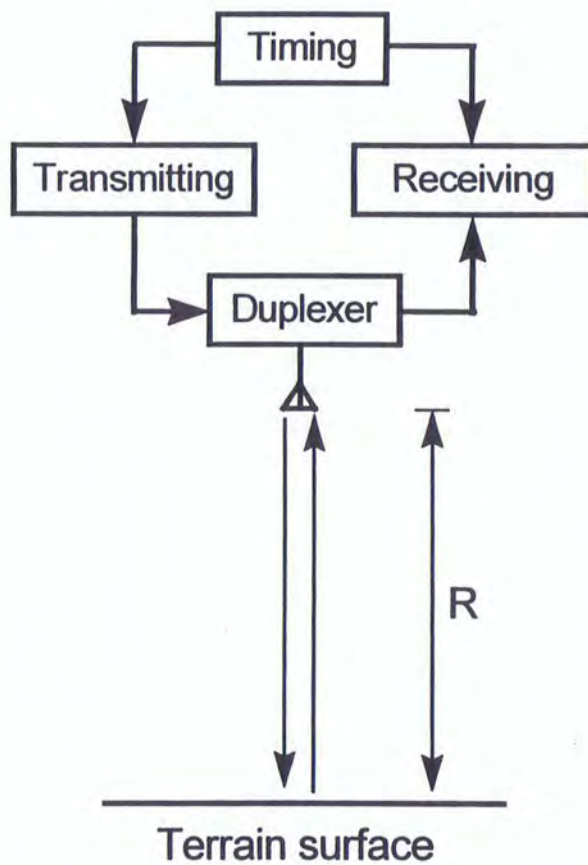 Timing
Transmitting
Receiving
Duplexer
R
Terrain surface